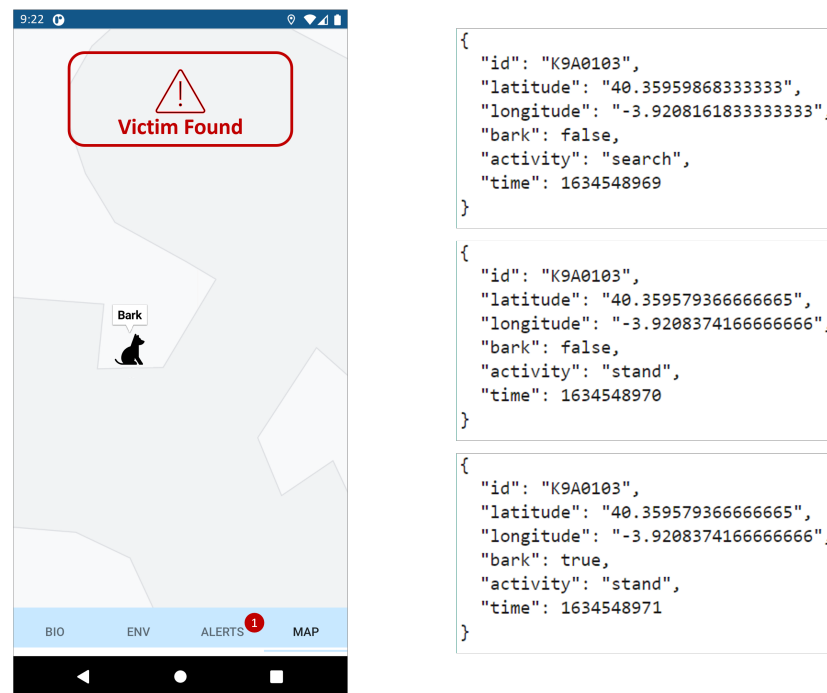 9:22
Victim Found
Bark
BIO ENV ALERTS 1 MAP
{
  "id": "K9A0103",
  "latitude": "40.35959868333333",
  "longitude": "-3.9208161833333333",
  "bark": false,
  "activity": "search",
  "time": 1634548969
}
{
  "id": "K9A0103",
  "latitude": "40.359579366666665",
  "longitude": "-3.9208374166666666",
  "bark": false,
  "activity": "stand",
  "time": 1634548970
}
{
  "id": "K9A0103",
  "latitude": "40.359579366666665",
  "longitude": "-3.9208374166666666",
  "bark": true,
  "activity": "stand",
  "time": 1634548971
}